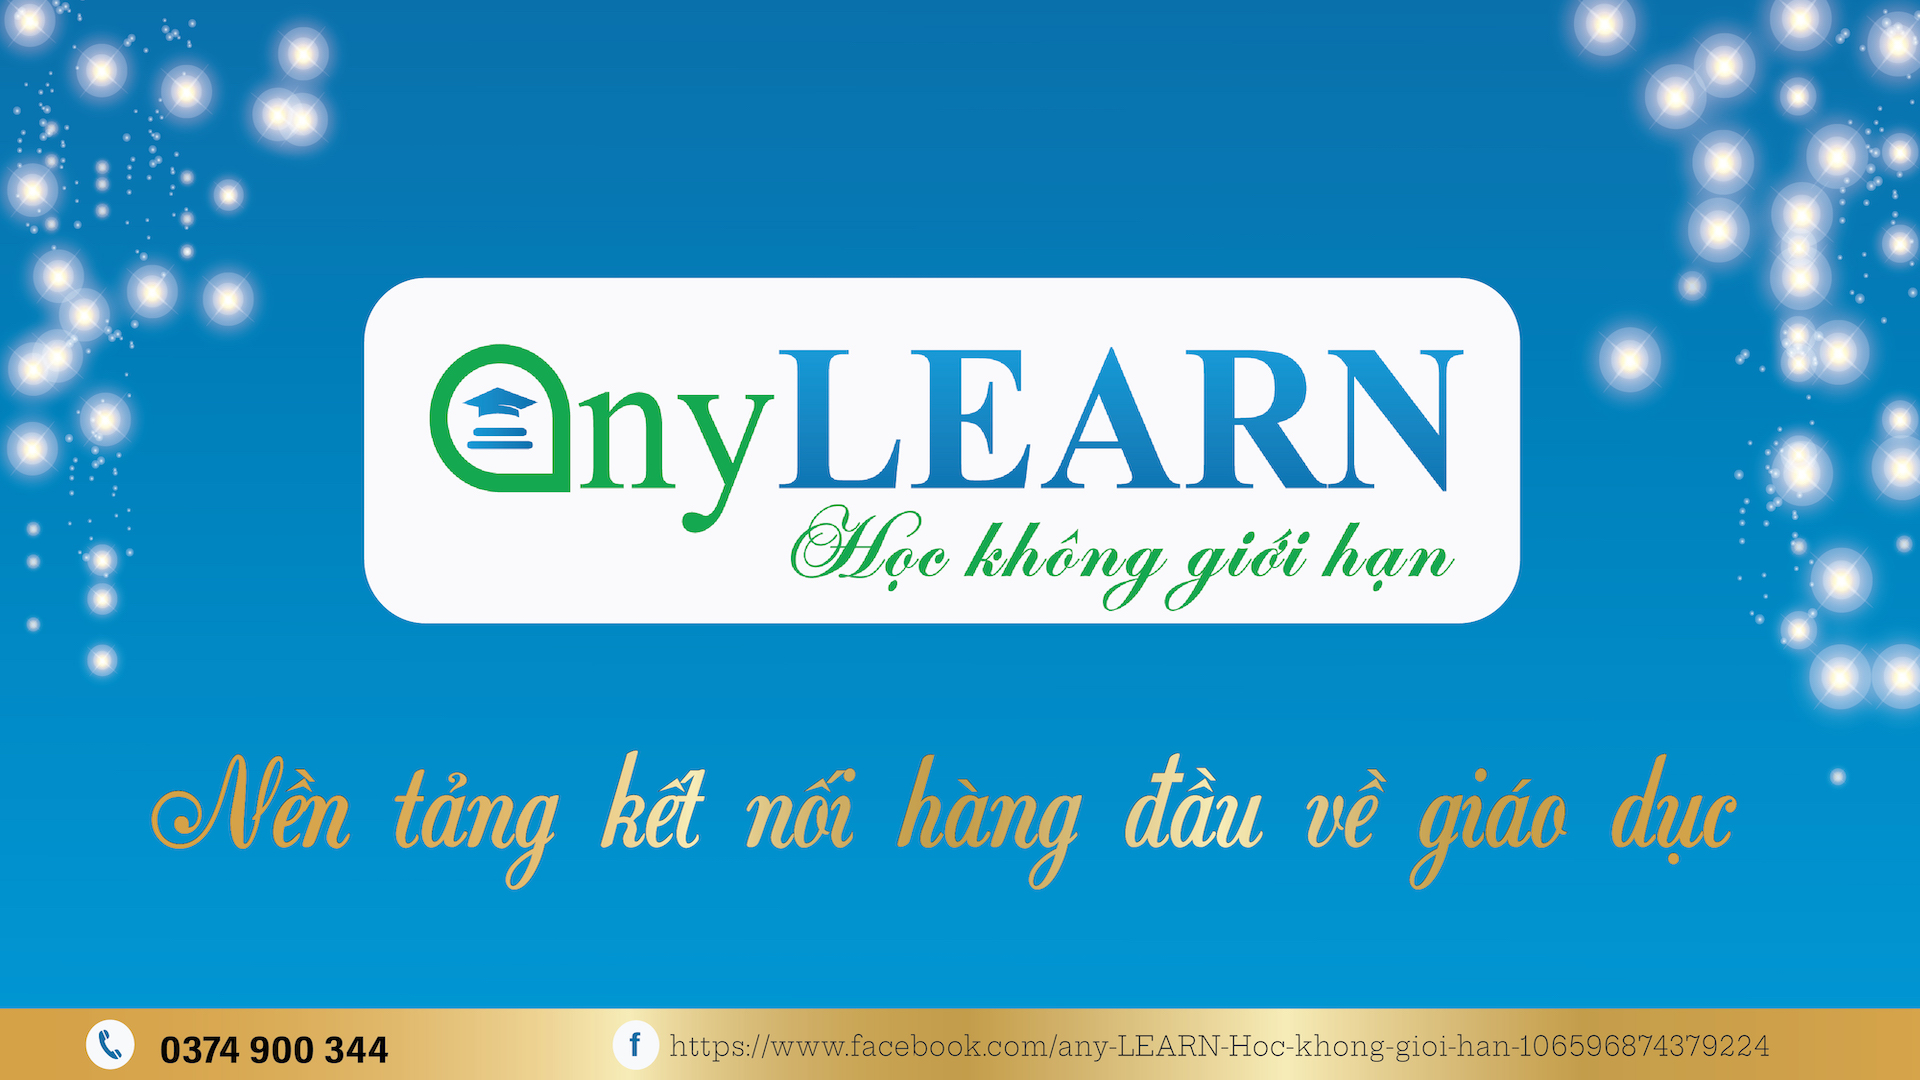 anyLEARN
Học không giới hạn
Nền tảng kết nối hàng đầu về giáo dục
0374 900 344
f https://www.facebook.com/any-LEARN-Hoc-khong-gioi-han-106596874379224